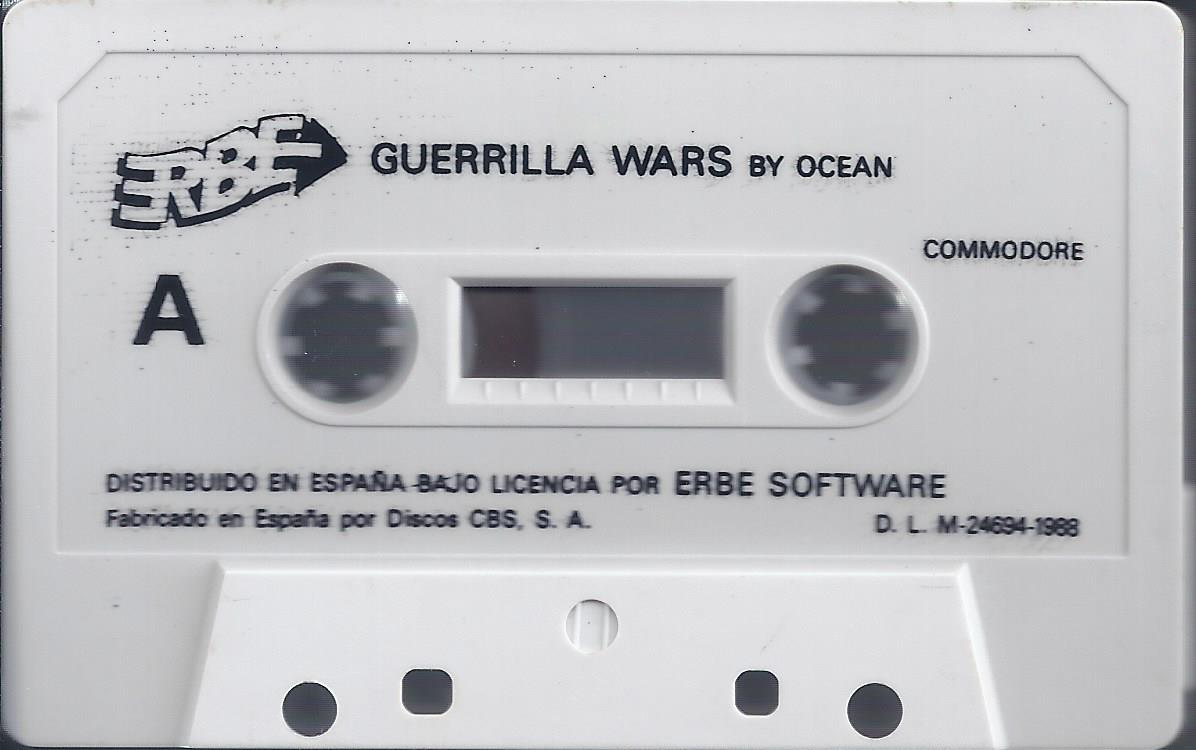 ERBE GUERRILLA WARS BY OCEAN
COMMODORE
A
DISTRIBUIDO EN ESPAÑA BAJO LICENCIA POR ERBE SOFTWARE
Fabricado en España por Discos CBS, S. A. D. L. M-24694-1988